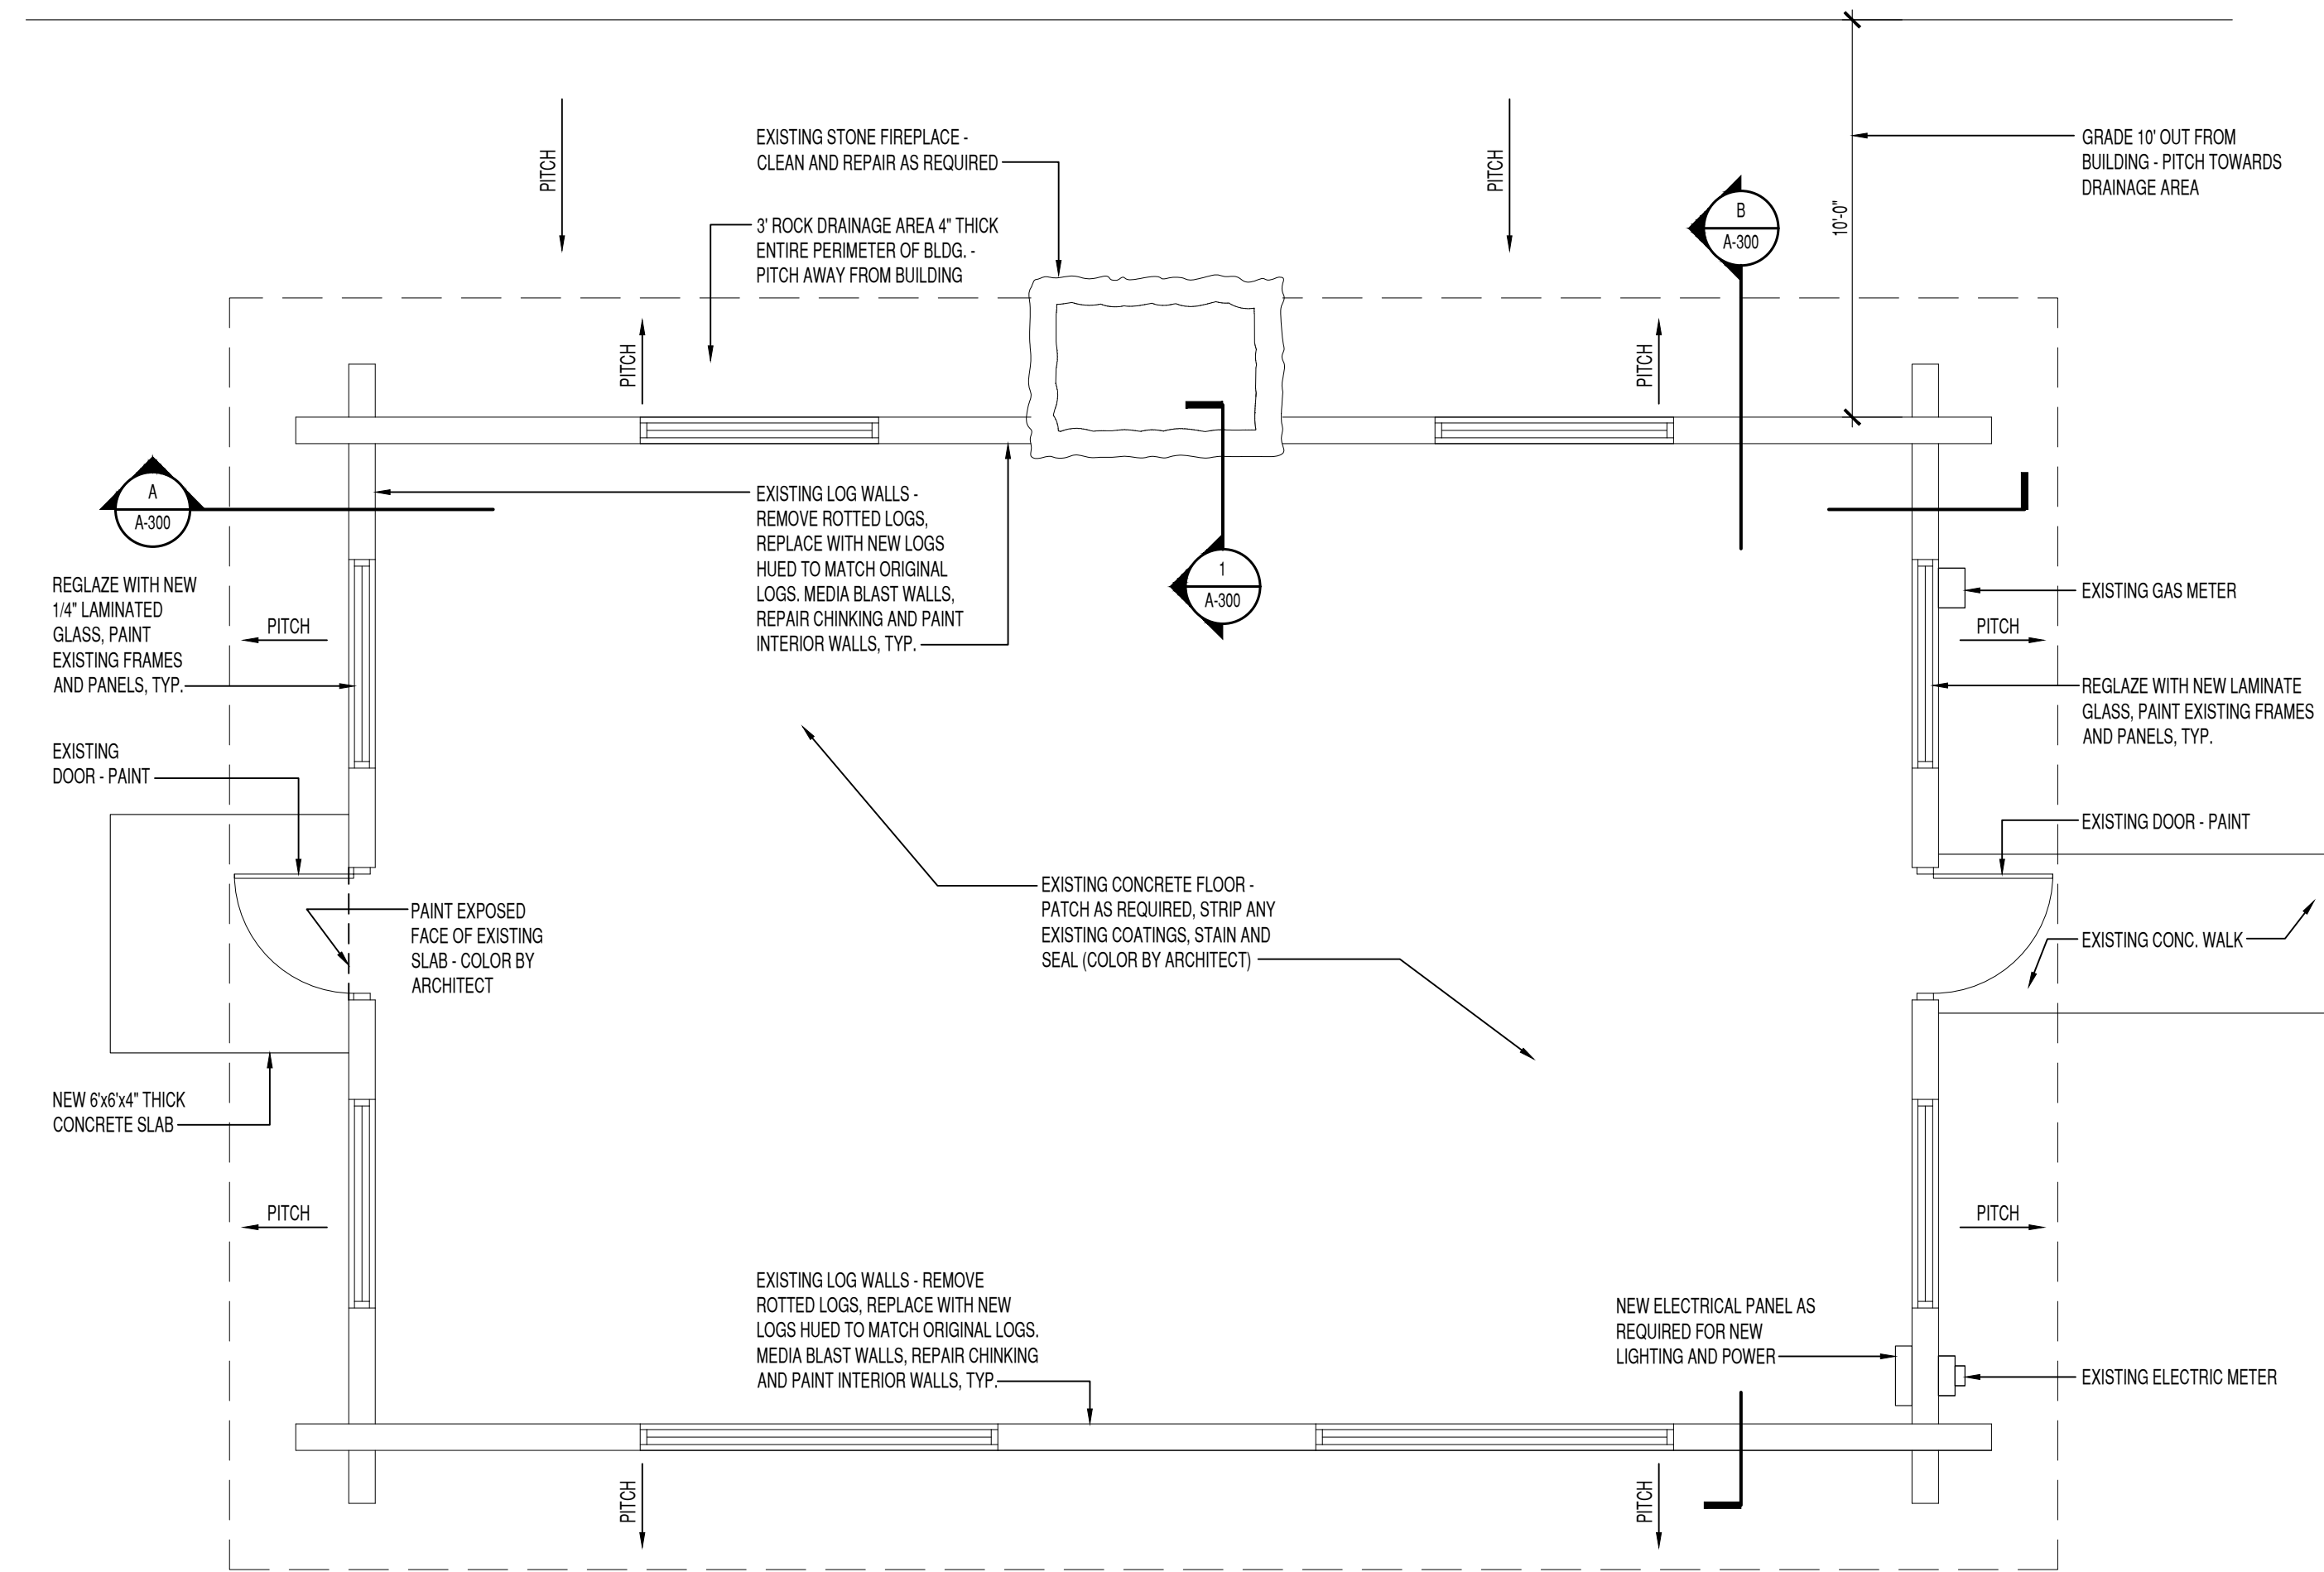 PITCH
EXISTING STONE FIREPLACE -
CLEAN AND REPAIR AS REQUIRED
PITCH
GRADE 10' OUT FROM
BUILDING - PITCH TOWARDS
DRAINAGE AREA
10'-0"
B
A-300
3' ROCK DRAINAGE AREA 4" THICK
ENTIRE PERIMETER OF BLDG. -
PITCH AWAY FROM BUILDING
PITCH
PITCH
A
A-300
EXISTING LOG WALLS -
REMOVE ROTTED LOGS,
REPLACE WITH NEW LOGS
HUED TO MATCH ORIGINAL
LOGS. MEDIA BLAST WALLS,
REPAIR CHINKING AND PAINT
INTERIOR WALLS, TYP.
1
A-300
REGLAZE WITH NEW
1/4" LAMINATED
GLASS, PAINT
EXISTING FRAMES
AND PANELS, TYP.
PITCH
EXISTING GAS METER
PITCH
REGLAZE WITH NEW LAMINATE
GLASS, PAINT EXISTING FRAMES
AND PANELS, TYP.
EXISTING
DOOR - PAINT
EXISTING DOOR - PAINT
PAINT EXPOSED
FACE OF EXISTING
SLAB - COLOR BY
ARCHITECT
EXISTING CONCRETE FLOOR -
PATCH AS REQUIRED, STRIP ANY
EXISTING COATINGS, STAIN AND
SEAL (COLOR BY ARCHITECT)
EXISTING CONC. WALK
NEW 6'x6'x4" THICK
CONCRETE SLAB
PITCH
PITCH
EXISTING LOG WALLS - REMOVE
ROTTED LOGS, REPLACE WITH NEW
LOGS HUED TO MATCH ORIGINAL LOGS.
MEDIA BLAST WALLS, REPAIR CHINKING
AND PAINT INTERIOR WALLS, TYP.
NEW ELECTRICAL PANEL AS
REQUIRED FOR NEW
LIGHTING AND POWER
EXISTING ELECTRIC METER
PITCH
PITCH